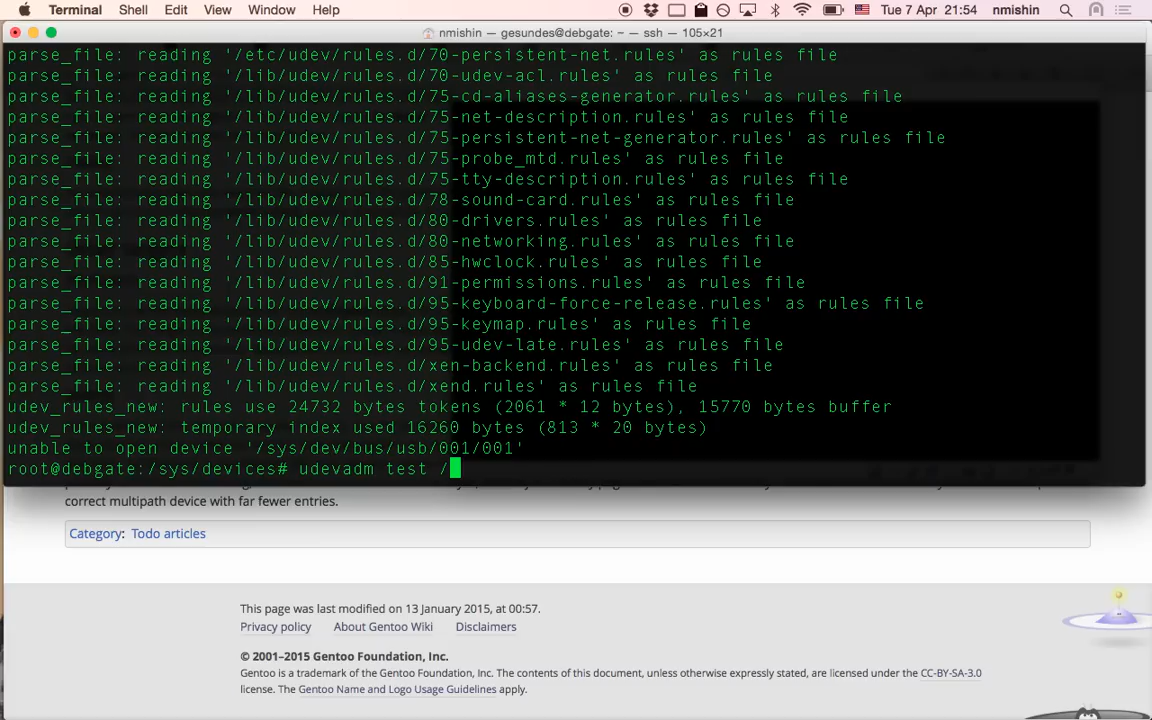 Terminal Shell Edit View Window Help Tue 7 Apr 21:54 nmishin
nmishin — gesundes@debgate: ~ — ssh — 105×21
parse_file: reading '/etc/udev/rules.d/70-persistent-net.rules' as rules file
parse_file: reading '/lib/udev/rules.d/70-udev-acl.rules' as rules file
parse_file: reading '/lib/udev/rules.d/75-cd-aliases-generator.rules' as rules file
parse_file: reading '/lib/udev/rules.d/75-net-description.rules' as rules file
parse_file: reading '/lib/udev/rules.d/75-persistent-net-generator.rules' as rules file
parse_file: reading '/lib/udev/rules.d/75-probe_mtd.rules' as rules file
parse_file: reading '/lib/udev/rules.d/75-tty-description.rules' as rules file
parse_file: reading '/lib/udev/rules.d/78-sound-card.rules' as rules file
parse_file: reading '/lib/udev/rules.d/80-drivers.rules' as rules file
parse_file: reading '/lib/udev/rules.d/80-networking.rules' as rules file
parse_file: reading '/lib/udev/rules.d/85-hwclock.rules' as rules file
parse_file: reading '/lib/udev/rules.d/91-permissions.rules' as rules file
parse_file: reading '/lib/udev/rules.d/95-keyboard-force-release.rules' as rules file
parse_file: reading '/lib/udev/rules.d/95-keymap.rules' as rules file
parse_file: reading '/lib/udev/rules.d/95-udev-late.rules' as rules file
parse_file: reading '/lib/udev/rules.d/xen-backend.rules' as rules file
parse_file: reading '/lib/udev/rules.d/xend.rules' as rules file
udev_rules_new: rules use 24732 bytes tokens (2061 * 12 bytes), 15770 bytes buffer
udev_rules_new: temporary index used 16260 bytes (813 * 20 bytes)
unable to open device '/sys/dev/bus/usb/001/001'
root@debgate:/sys/devices# udevadm test /
correct multipath device with far fewer entries.
Category: Todo articles
This page was last modified on 13 January 2015, at 00:57.
Privacy policy About Gentoo Wiki Disclaimers
© 2001–2015 Gentoo Foundation, Inc.
Gentoo is a trademark of the Gentoo Foundation, Inc. The contents of this document, unless otherwise expressly stated, are licensed under the CC-BY-SA-3.0
license. The Gentoo Name and Logo Usage Guidelines apply.